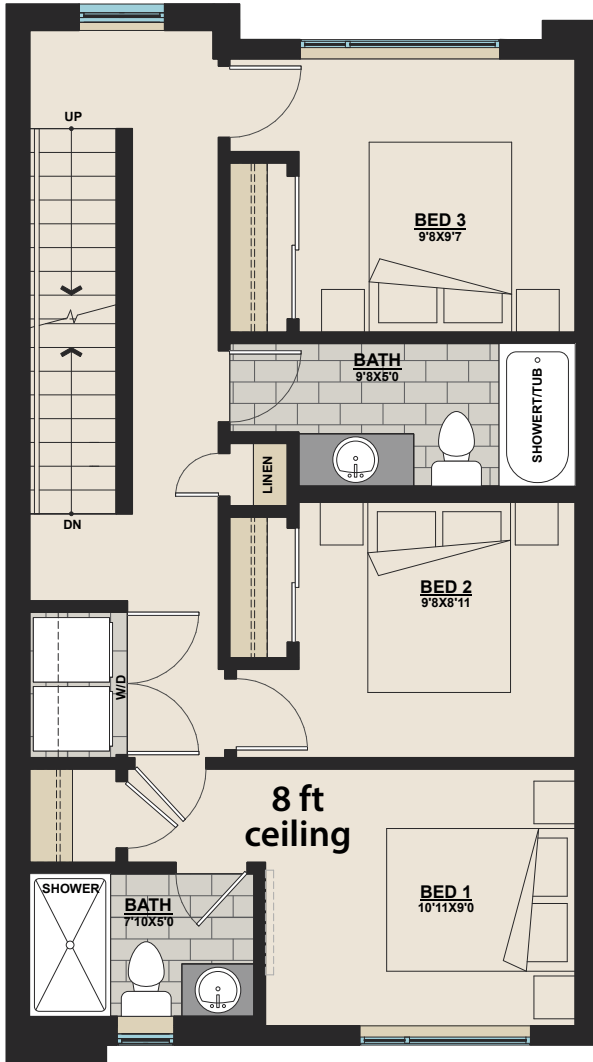 UP
BED 3
9'8X9'7
BATH
9'8X5'0
SHOWERT/TUB
LINEN
DN
BED 2
9'8X8'11
W/D
8 ft
ceiling
SHOWER
BATH
7'10X5'0
BED 1
10'11X9'0